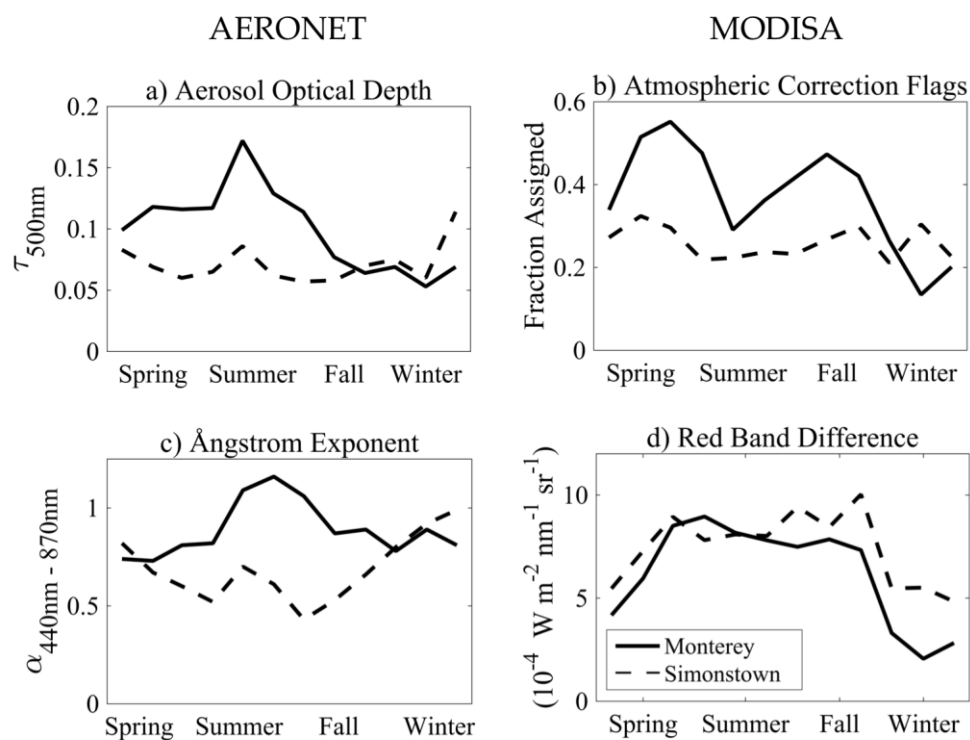 AERONET
MODISA
a) Aerosol Optical Depth
0.2
0.15
0.1
0.05
0
τ500nm
Spring Summer Fall Winter
b) Atmospheric Correction Flags
0.6
0.4
0.2
0
Fraction Assigned
Spring Summer Fall Winter
c) Ångstrom Exponent
1
0.5
0
α440nm - 870nm
Spring Summer Fall Winter
d) Red Band Difference
10
5
0
(10-4 W m-2 nm-1 sr-1)
Monterey
Simonstown
Spring Summer Fall Winter